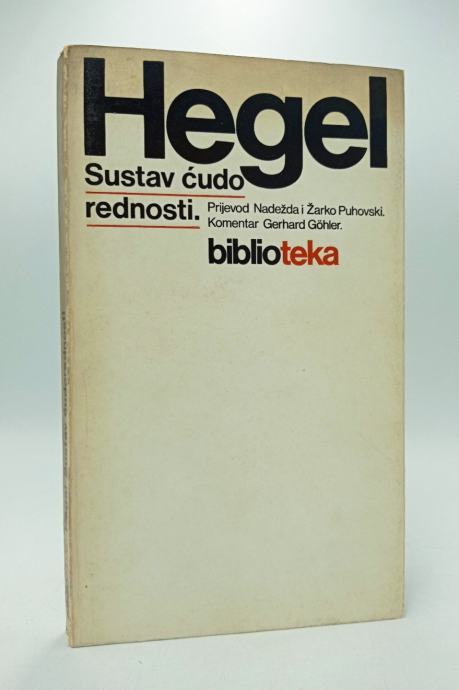 Hegel
Sustav ćudo
rednosti.
Prijevod Nadežda i Žarko Puhovski.
Komentar Gerhard Göhler.
biblioteka